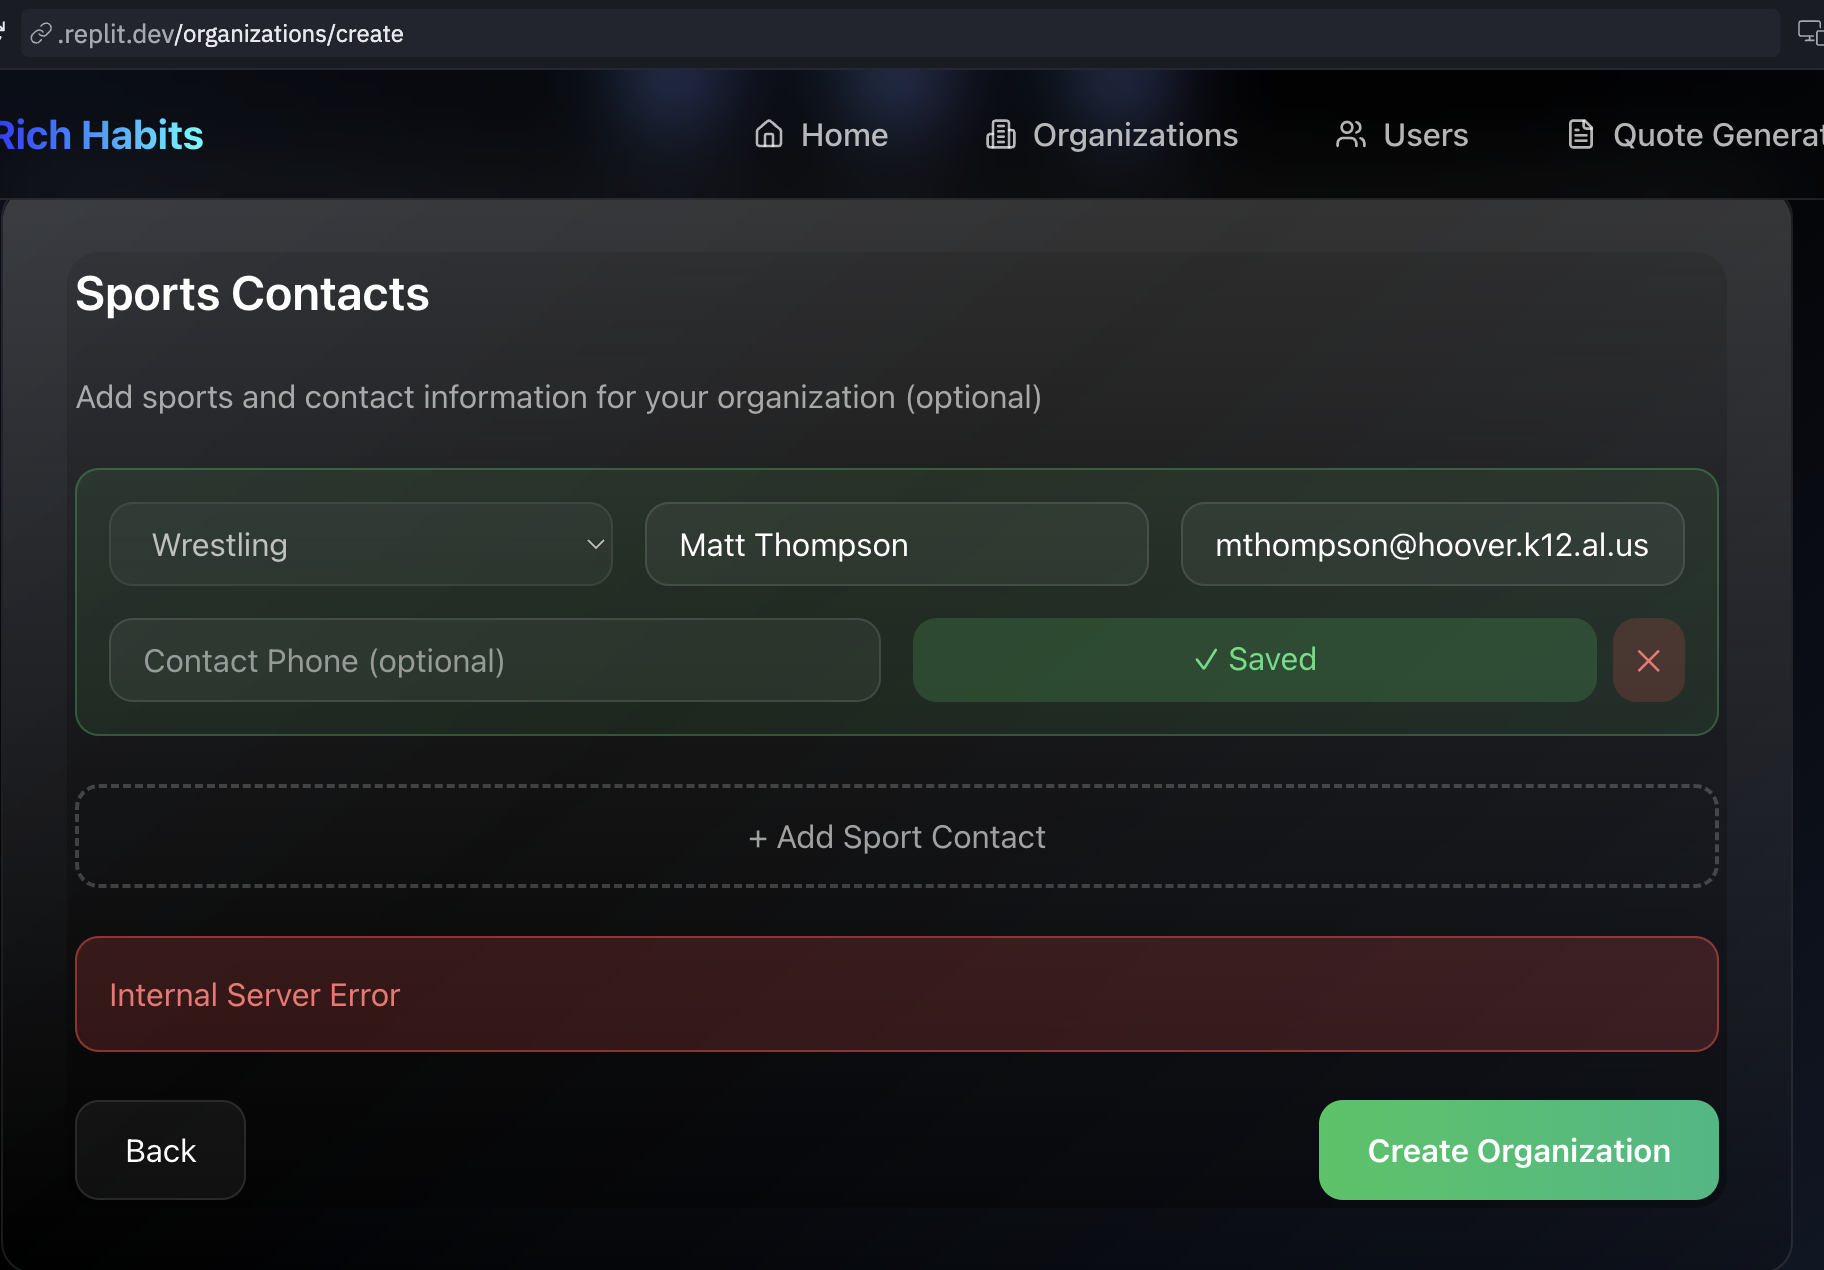 .replit.dev/organizations/create
Rich Habits
Home
Organizations
Users
Quote Generat
Sports Contacts
Add sports and contact information for your organization (optional)
Wrestling
Matt Thompson
mthompson@hoover.k12.al.us
Contact Phone (optional)
✓ Saved
+ Add Sport Contact
Internal Server Error
Back
Create Organization